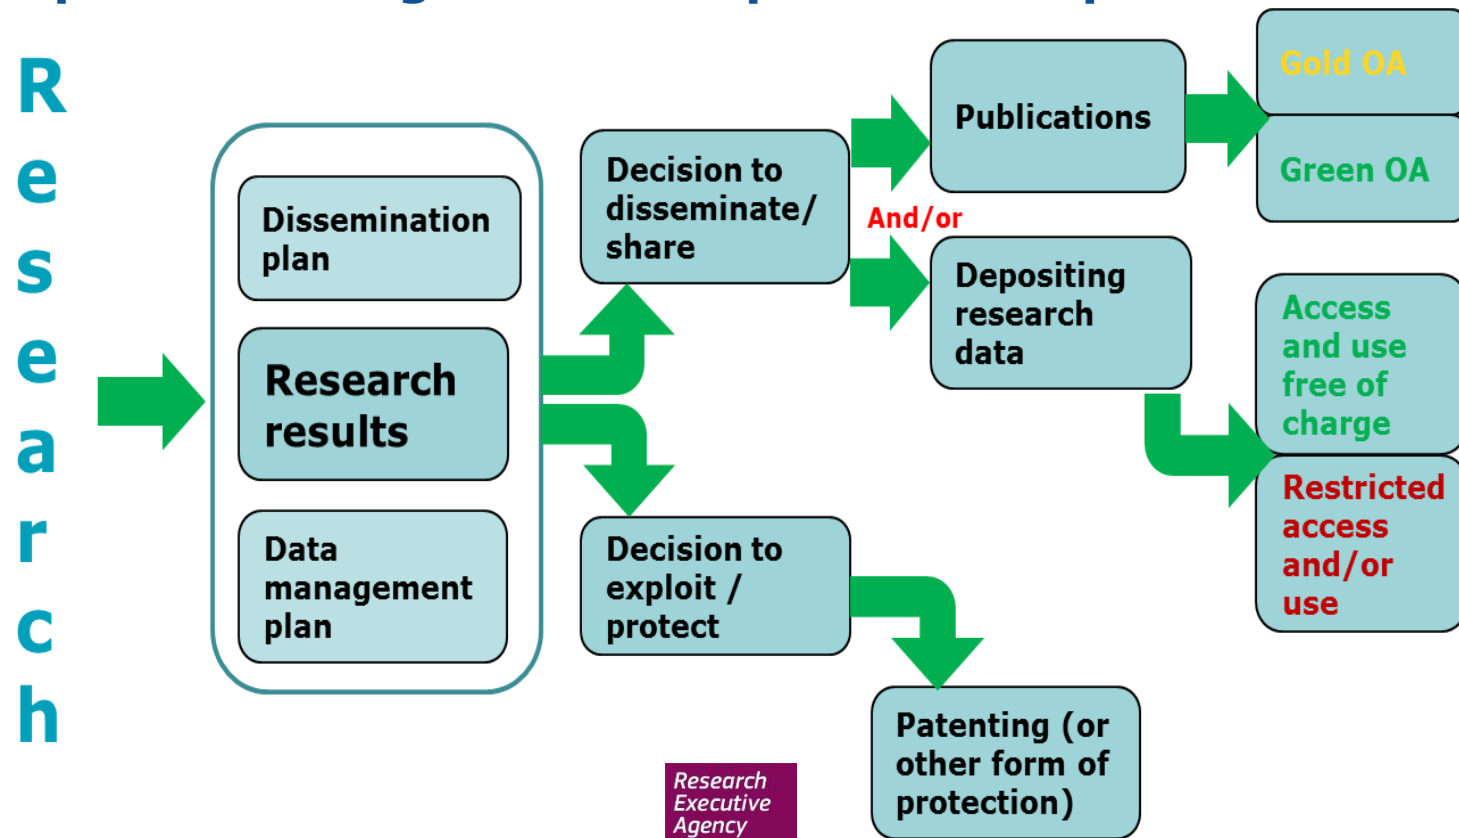 Research
Dissemination
plan
Research
results
Data
management
plan
Decision to
disseminate/
share
Decision to
exploit /
protect
And/or
Publications
Depositing
research
data
Patenting (or
other form of
protection)
Gold OA
Green OA
Access
and use
free of
charge
Restricted
access
and/or
use
Research
Executive
Agency